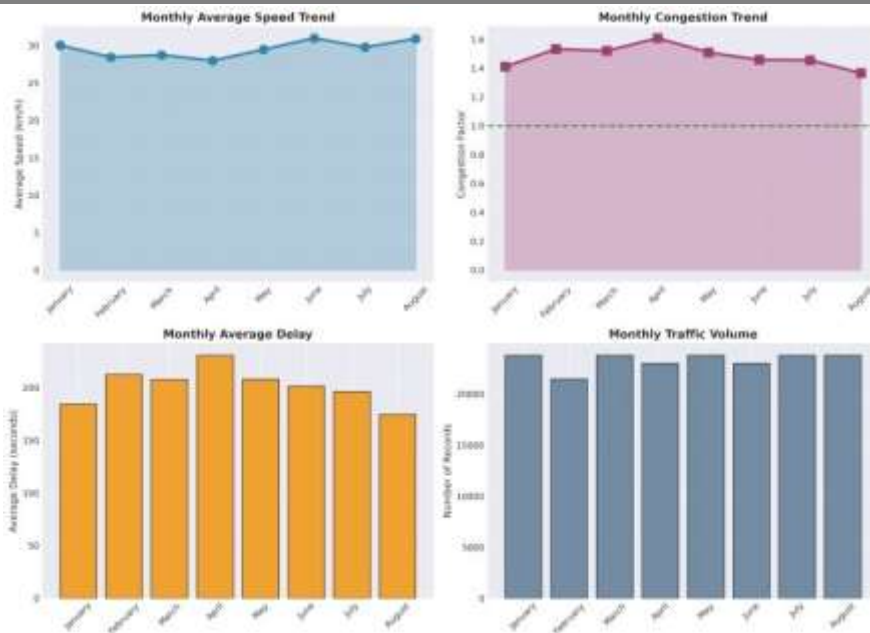 Monthly Average Speed Trend
Average Speed (km/h)
30
25
20
15
10
5
0
January
February
March
April
May
June
July
August
Monthly Congestion Trend
Congestion Factor
1.6
1.4
1.2
1.0
0.8
0.6
0.4
0.2
0.0
January
February
March
April
May
June
July
August
Monthly Average Delay
Average Delay (seconds)
200
150
100
50
0
January
February
March
April
May
June
July
August
Monthly Traffic Volume
Number of Records
20000
15000
10000
5000
0
January
February
March
April
May
June
July
August